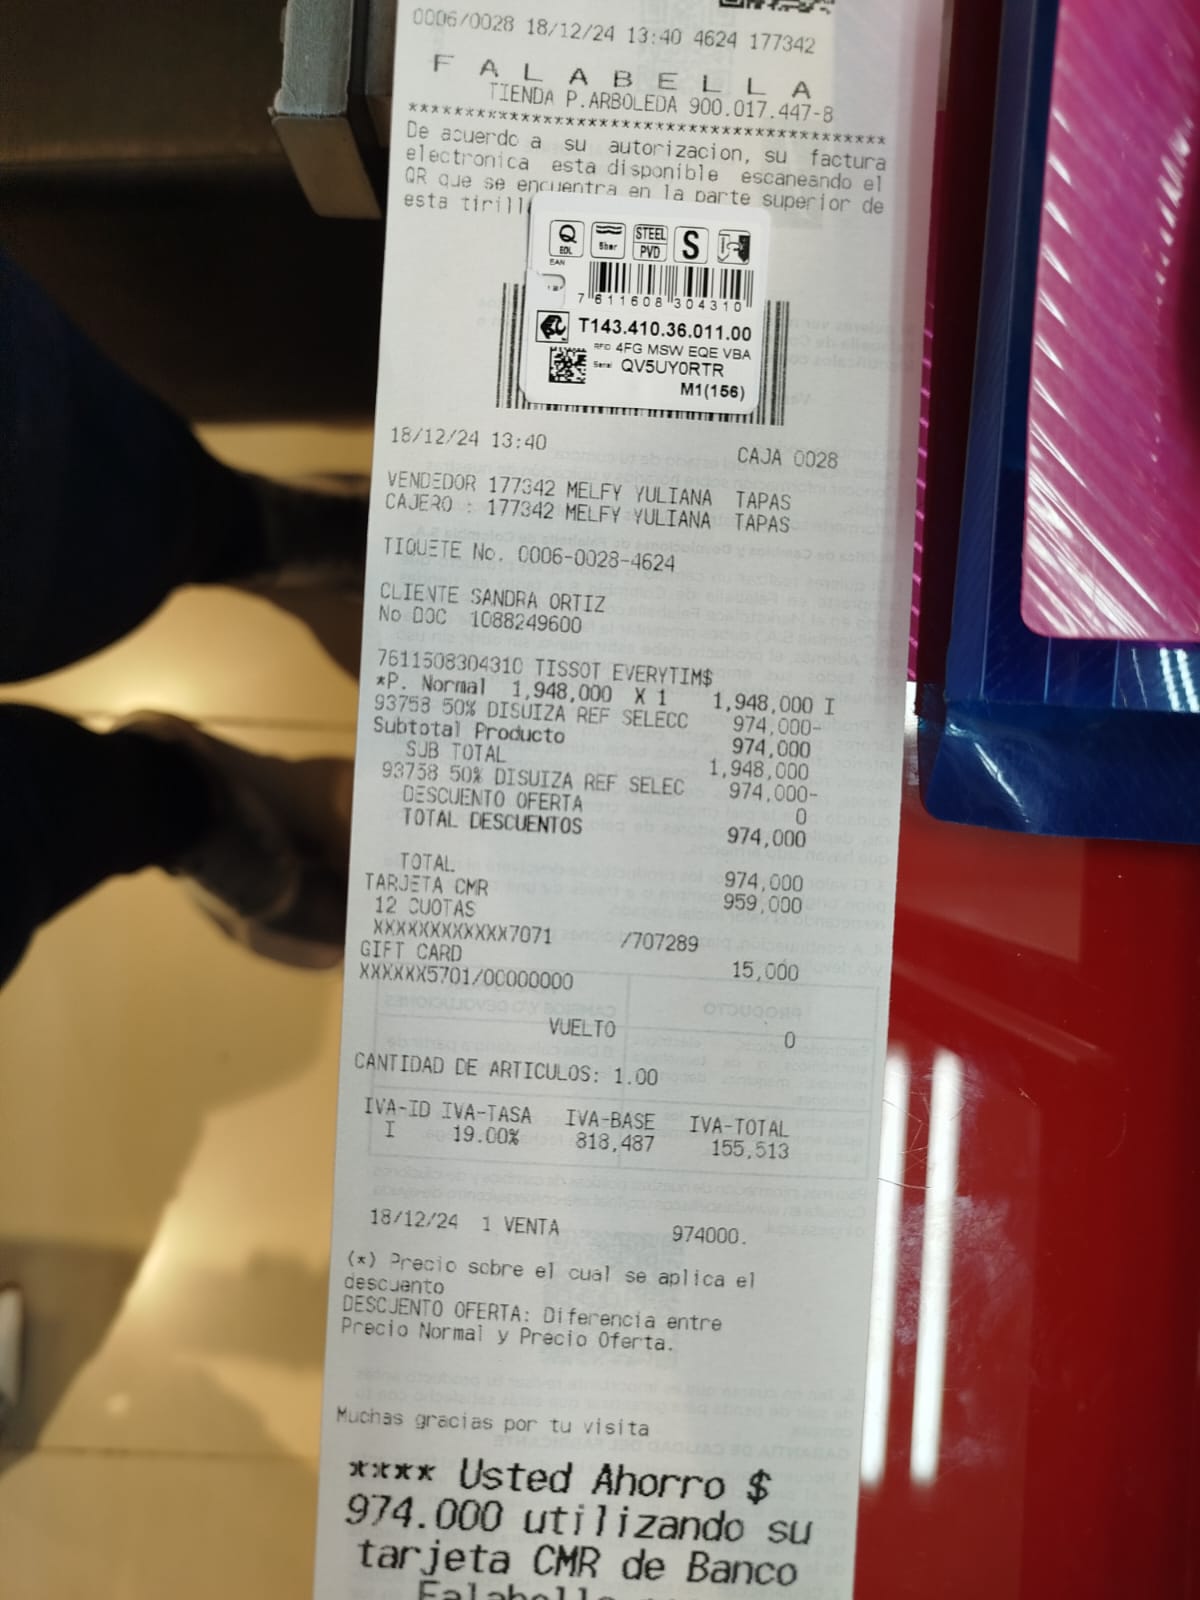 0006/0028 18/12/24 13:40 4624 177342
FALABELLA
TIENDA P.ARBOLEDA 900.017.447-8
******************************************
De acuerdo a su autorizacion, su factura
electronica esta disponible escaneando el
QR que se encuentra en la parte superior de
esta tirill
Q EOL 5bar STEEL PVD S
EAN
7 611608 304310
T143.410.36.011.00
RFID 4FG MSW EQE VBA
Serial QV5UY0RTR
M1(156)
18/12/24 13:40 CAJA 0028
VENDEDOR 177342 MELFY YULIANA TAPAS
CAJERO : 177342 MELFY YULIANA TAPAS
TIQUETE No. 0006-0028-4624
CLIENTE SANDRA ORTIZ
No DOC 1088249600
7611608304310 TISSOT EVERYTIM$
*P. Normal 1,948,000 X 1 1,948,000 I
93758 50% DISUIZA REF SELECC 974,000-
Subtotal Producto 974,000
SUB TOTAL 1,948,000
93758 50% DISUIZA REF SELEC 974,000-
DESCUENTO OFERTA 0
TOTAL DESCUENTOS 974,000
TOTAL 974,000
TARJETA CMR 959,000
12 CUOTAS
XXXXXXXXXXXX7071 /707289
GIFT CARD 15,000
XXXXXX5701/00000000
VUELTO 0
CANTIDAD DE ARTICULOS: 1.00
IVA-ID IVA-TASA IVA-BASE IVA-TOTAL
I 19.00% 818,487 155,513
18/12/24 1 VENTA 974000.
(*) Precio sobre el cual se aplica el
descuento
DESCUENTO OFERTA: Diferencia entre
Precio Normal y Precio Oferta.
Muchas gracias por tu visita
**** Usted Ahorro $
974.000 utilizando su
tarjeta CMR de Banco
Falabella